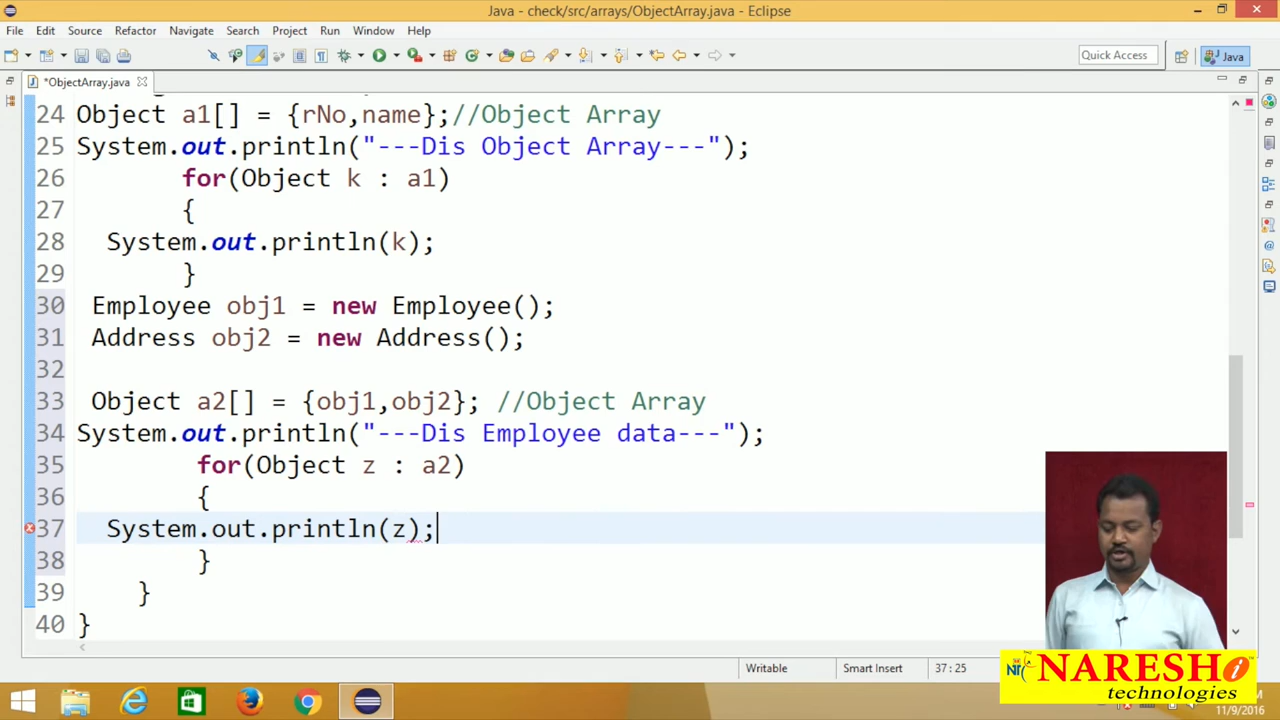 Java - check/src/arrays/ObjectArray.java - Eclipse
File Edit Source Refactor Navigate Search Project Run Window Help
Quick Access
Java
*ObjectArray.java
24 Object a1[] = {rNo,name};//Object Array
25 System.out.println("---Dis Object Array---");
26 for(Object k : a1)
27 {
28 System.out.println(k);
29 }
30 Employee obj1 = new Employee();
31 Address obj2 = new Address();
32
33 Object a2[] = {obj1,obj2}; //Object Array
34 System.out.println("---Dis Employee data---");
35 for(Object z : a2)
36 {
37 System.out.println(z);
38 }
39 }
40 }
Writable Smart Insert 37 : 25
NARESH i
technologies
11/9/2016